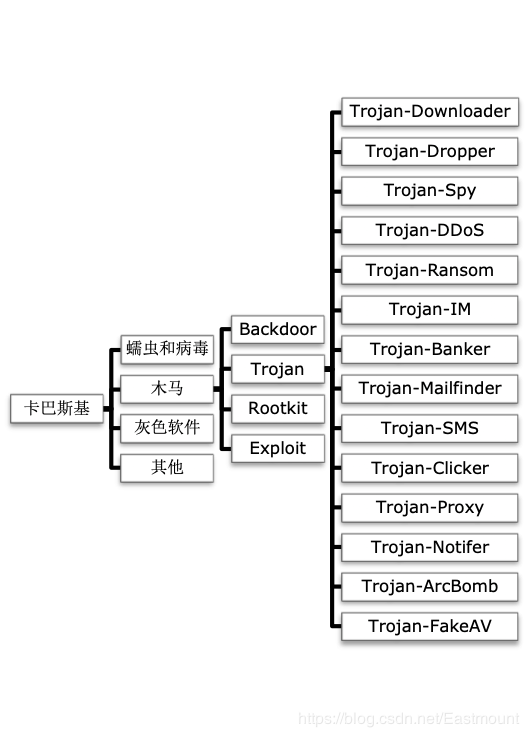 卡巴斯基
蠕虫和病毒
木马
灰色软件
其他
Backdoor
Trojan
Rootkit
Exploit
Trojan-Downloader
Trojan-Dropper
Trojan-Spy
Trojan-DDoS
Trojan-Ransom
Trojan-IM
Trojan-Banker
Trojan-Mailfinder
Trojan-SMS
Trojan-Clicker
Trojan-Proxy
Trojan-Notifer
Trojan-ArcBomb
Trojan-FakeAV
https://blog.csdn.net/Eastmount